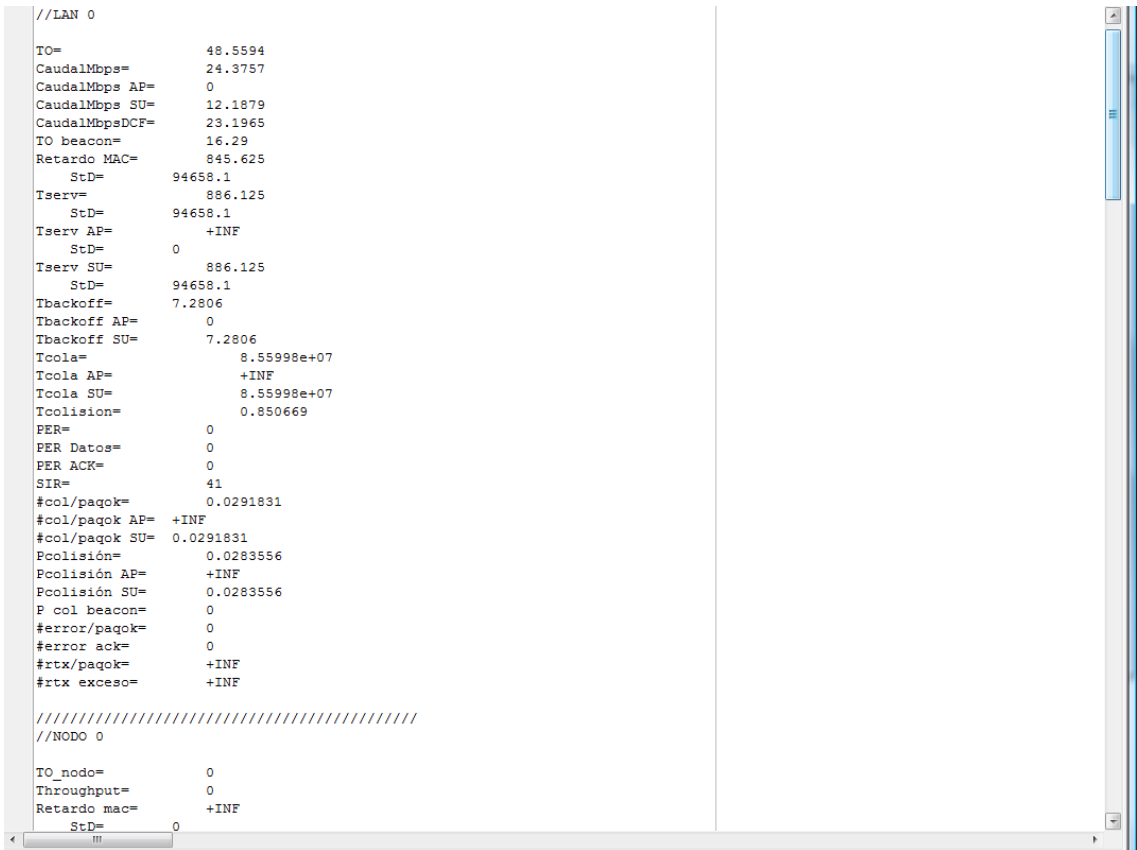 //LAN 0
TO= 48.5594
CaudalMbps= 24.3757
CaudalMbps AP= 0
CaudalMbps SU= 12.1879
CaudalMbpsDCF= 23.1965
TO beacon= 16.29
Retardo MAC= 845.625
StD= 94658.1
Tserv= 886.125
StD= 94658.1
Tserv AP= +INF
StD= 0
Tserv SU= 886.125
StD= 94658.1
Tbackoff= 7.2806
Tbackoff AP= 0
Tbackoff SU= 7.2806
Tcola= 8.55998e+07
Tcola AP= +INF
Tcola SU= 8.55998e+07
Tcolision= 0.850669
PER= 0
PER Datos= 0
PER ACK= 0
SIR= 41
#col/paqok= 0.0291831
#col/paqok AP= +INF
#col/paqok SU= 0.0291831
Pcolisión= 0.0283556
Pcolisión AP= +INF
Pcolisión SU= 0.0283556
P col beacon= 0
#error/paqok= 0
#error ack= 0
#rtx/paqok= +INF
#rtx exceso= +INF
/////////////////////////////////////////////
//NODO 0
TO_nodo= 0
Throughput= 0
Retardo mac= +INF
StD= 0